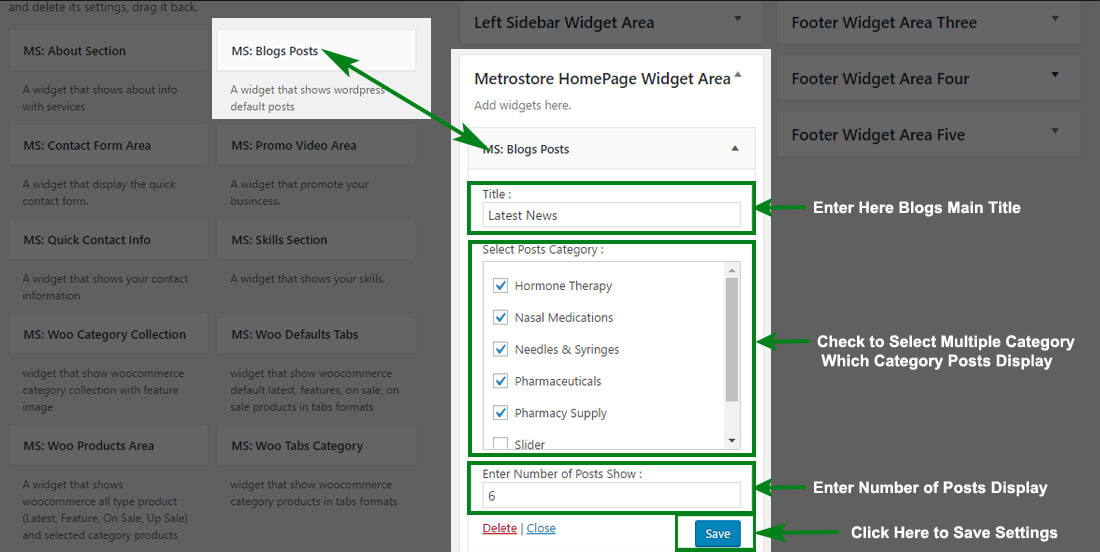 and delete its settings, drag it back.
MS: About Section
A widget that shows about info
with services
MS: Blogs Posts
A widget that shows wordpress
default posts
MS: Contact Form Area
A widget that display the quick
contact form.
MS: Promo Video Area
A widget that promote your
business.
MS: Quick Contact Info
A widget that shows your contact
information
MS: Skills Section
A widget that shows your skills.
MS: Woo Category Collection
widget that show woocommerce
category collection with feature
image
MS: Woo Defaults Tabs
widget that show woocommerce
default latest, features, on sale, on
sale products in tabs formats
MS: Woo Products Area
A widget that shows
woocommerce all type product
(Latest, Feature, On Sale, Up Sale)
and selected category products
MS: Woo Tabs Category
widget that show woocommerce
category products in tabs formats
Left Sidebar Widget Area
Metrostore HomePage Widget Area
Add widgets here.
MS: Blogs Posts
Title :
Latest News
Select Posts Category :
Hormone Therapy
Nasal Medications
Needles & Syringes
Pharmaceuticals
Pharmacy Supply
Slider
Enter Number of Posts Show :
6
Delete | Close
Save
Footer Widget Area Three
Footer Widget Area Four
Footer Widget Area Five
Enter Here Blogs Main Title
Check to Select Multiple Category
Which Category Posts Display
Enter Number of Posts Display
Click Here to Save Settings